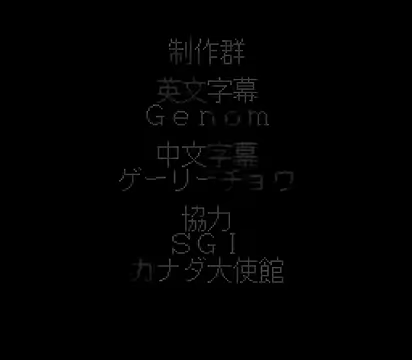 制作群
英文字幕
Ｇｅｎｏｍ
中文字幕
ゲーリーチョウ
協力
ＳＧＩ
カナダ大使館